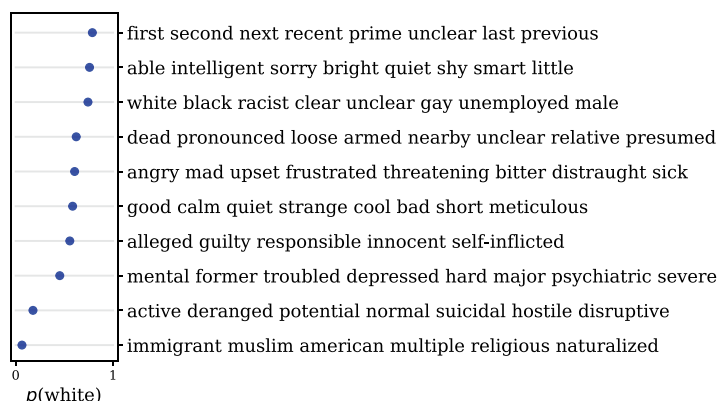 first second next recent prime unclear last previous
able intelligent sorry bright quiet shy smart little
white black racist clear unclear gay unemployed male
dead pronounced loose armed nearby unclear relative presumed
angry mad upset frustrated threatening bitter distraught sick
good calm quiet strange cool bad short meticulous
alleged guilty responsible innocent self-inflicted
mental former troubled depressed hard major psychiatric severe
active deranged potential normal suicidal hostile disruptive
immigrant muslim american multiple religious naturalized
0 1
p(white)